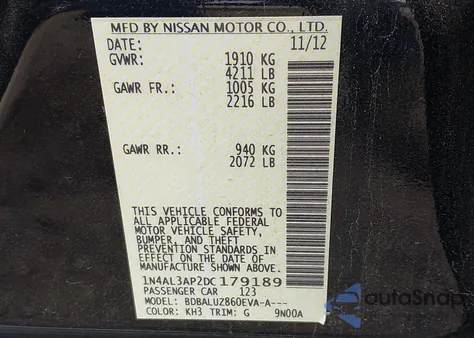 MFD BY NISSAN MOTOR CO., LTD.
DATE: 11/12
GVWR: 1910 KG
4211 LB
GAWR FR.: 1005 KG
2216 LB
GAWR RR.: 940 KG
2072 LB
THIS VEHICLE CONFORMS TO
ALL APPLICABLE FEDERAL
MOTOR VEHICLE SAFETY,
BUMPER, AND THEFT
PREVENTION STANDARDS IN
EFFECT ON THE DATE OF
MANUFACTURE SHOWN ABOVE.
1N4AL3AP2DC179189
PASSENGER CAR 123
MODEL: BDBALUZ860EVA-A---
COLOR: KH3 TRIM: G 9N00A
autoSnap